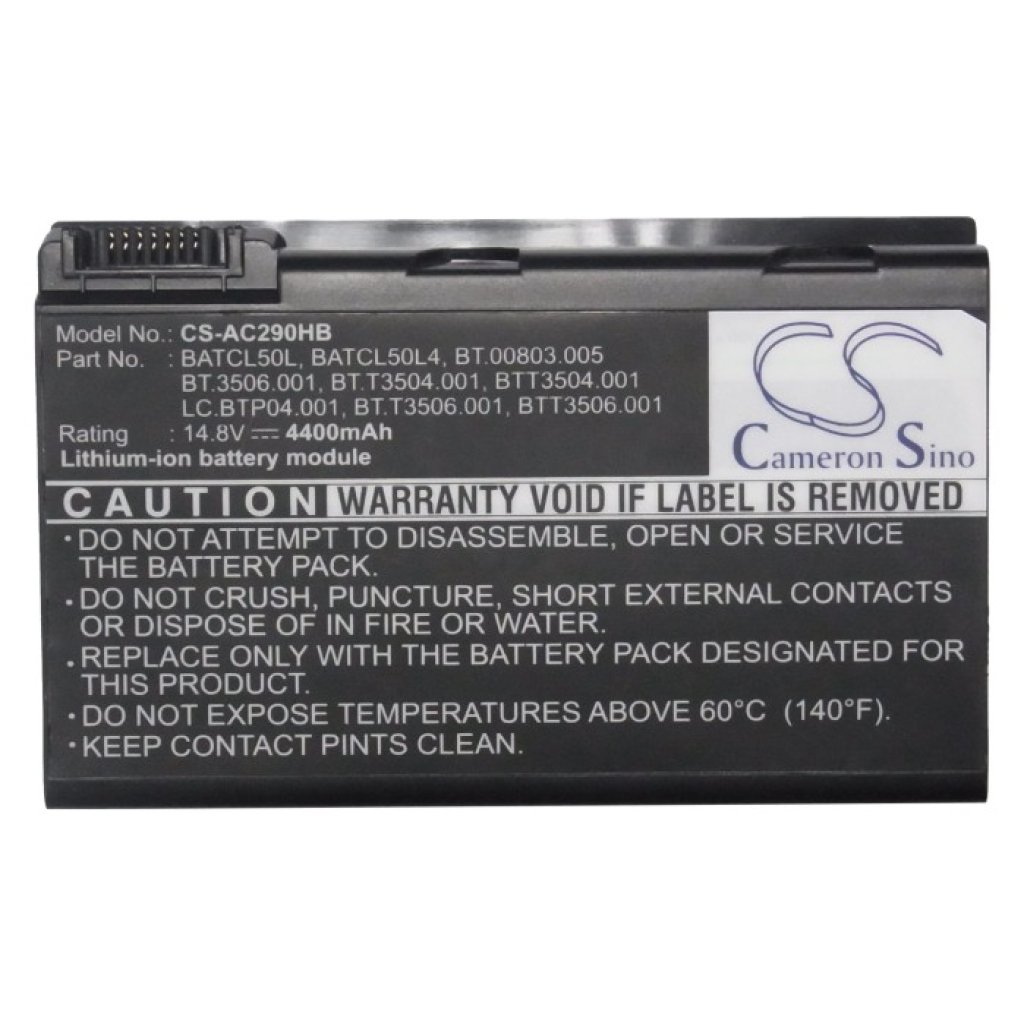 Model No.: CS-AC290HB
Part No. : BATCL50L, BATCL50L4, BT.00803.005
BT.3506.001, BT.T3504.001, BTT3504.001
LC.BTP04.001, BT.T3506.001, BTT3506.001
Rating : 14.8V ⎓ 4400mAh
Lithium-ion battery module
CS
Cameron Sino
CAUTION WARRANTY VOID IF LABEL IS REMOVED
• DO NOT ATTEMPT TO DISASSEMBLE, OPEN OR SERVICE
THE BATTERY PACK.
• DO NOT CRUSH, PUNCTURE, SHORT EXTERNAL CONTACTS
OR DISPOSE OF IN FIRE OR WATER.
• REPLACE ONLY WITH THE BATTERY PACK DESIGNATED FOR
THIS PRODUCT.
• DO NOT EXPOSE TEMPERATURES ABOVE 60°C (140°F).
• KEEP CONTACT PINTS CLEAN.